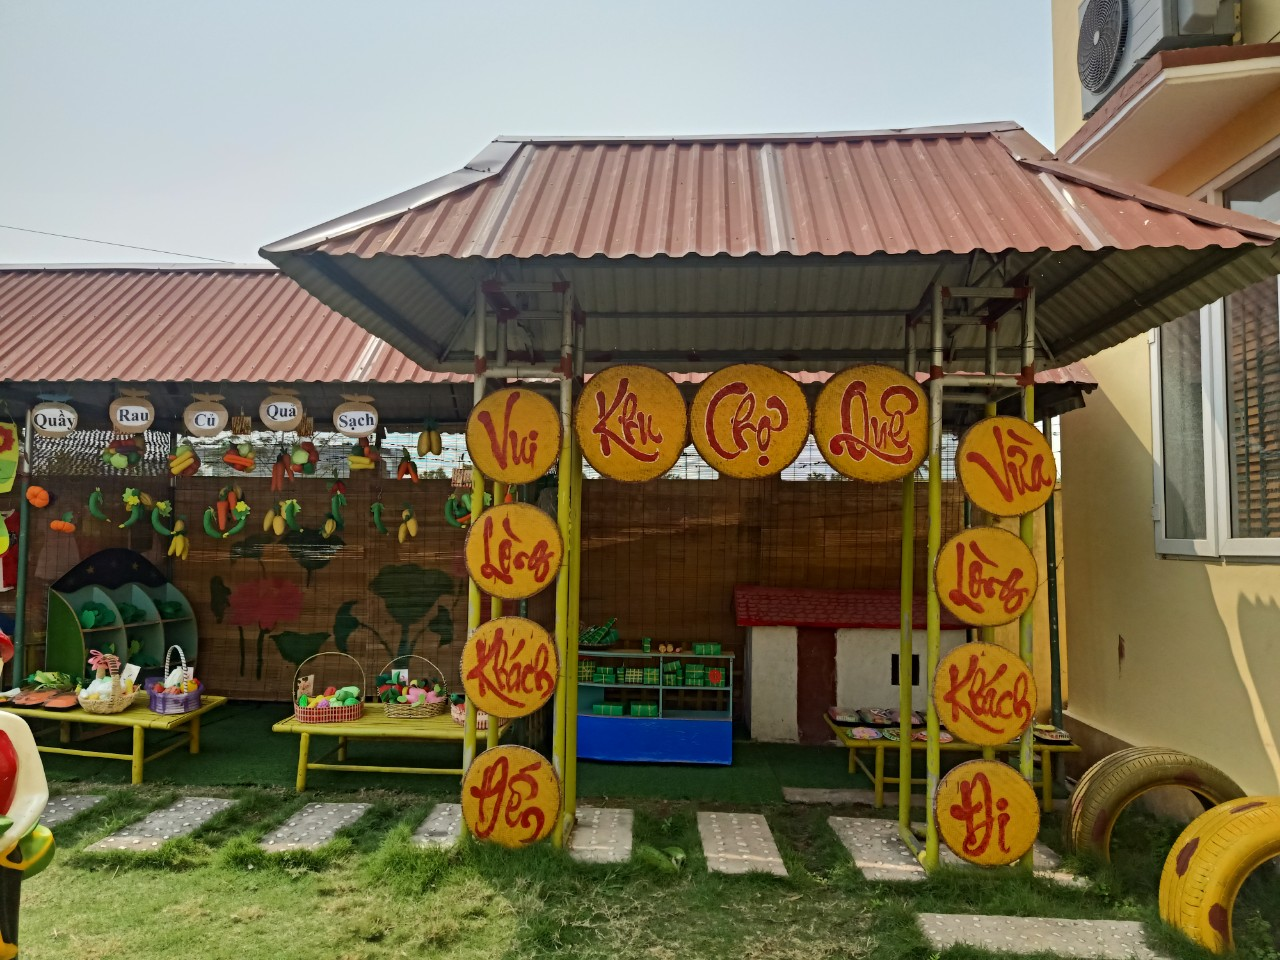 Quầy Rau Củ Quả Sạch
Khu Chợ Quê
Vui Lòng Khách Đến
Vừa Lòng Khách Đi